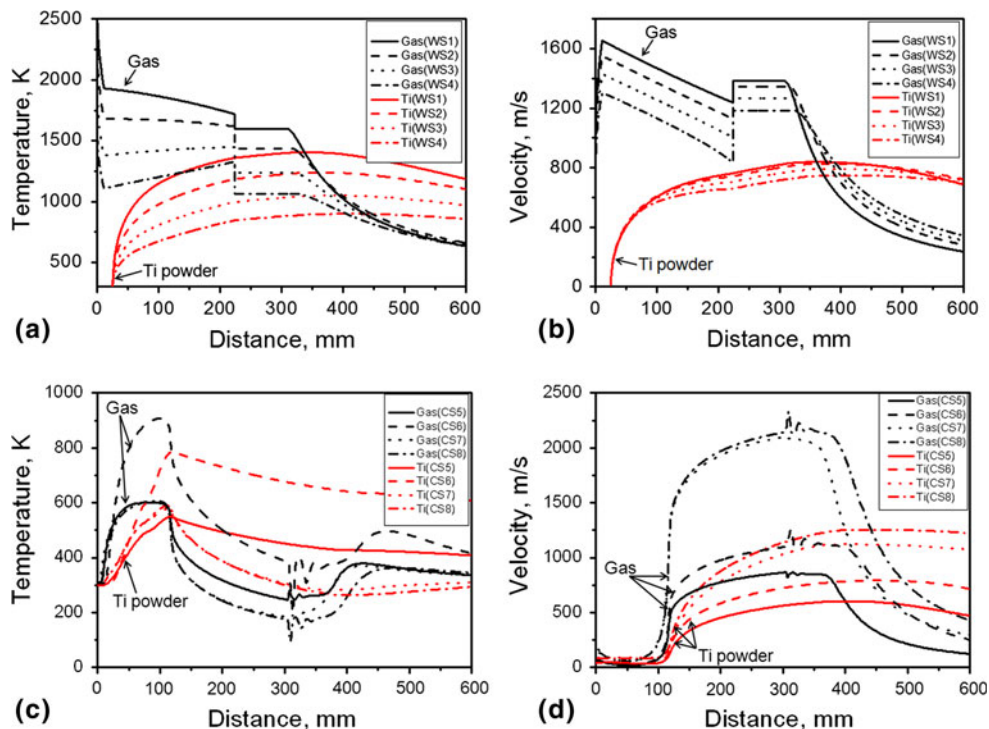 2500
2000
1500
1000
500
Temperature, K
Gas
Ti powder
Gas(WS1)
Gas(WS2)
Gas(WS3)
Gas(WS4)
Ti(WS1)
Ti(WS2)
Ti(WS3)
Ti(WS4)
0 100 200 300 400 500 600
(a)
Distance, mm
1600
1200
800
400
0
Velocity, m/s
Gas
Ti powder
Gas(WS1)
Gas(WS2)
Gas(WS3)
Gas(WS4)
Ti(WS1)
Ti(WS2)
Ti(WS3)
Ti(WS4)
0 100 200 300 400 500 600
(b)
Distance, mm
1000
800
600
400
200
0
Temperature, K
Gas
Ti powder
Gas(CS5)
Gas(CS6)
Gas(CS7)
Gas(CS8)
Ti(CS5)
Ti(CS6)
Ti(CS7)
Ti(CS8)
0 100 200 300 400 500 600
(c)
Distance, mm
2500
2000
1500
1000
500
0
Velocity, m/s
Gas
Ti powder
Gas(CS5)
Gas(CS6)
Gas(CS7)
Gas(CS8)
Ti(CS5)
Ti(CS6)
Ti(CS7)
Ti(CS8)
0 100 200 300 400 500 600
(d)
Distance, mm